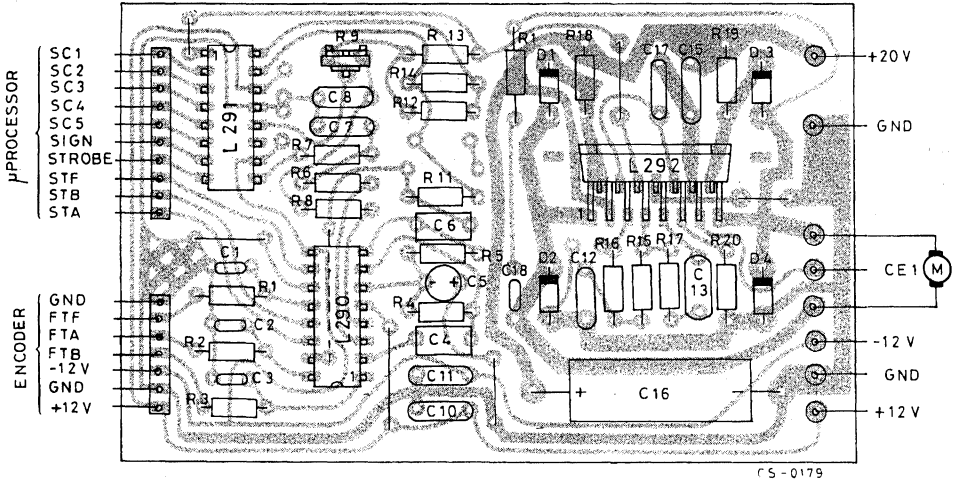 µPROCESSOR
SC1
SC2
SC3
SC4
SC5
SIGN
STROBE
STF
STB
STA
ENCODER
GND
FTF
FTA
FTB
-12V
GND
+12V
1
L291
R9
C8
C7
R7
R6
R8
R13
R14
R12
R11
C6
R5
C5
- +
R4
C4
C11
C10
C1
R1
C2
R2
C3
R3
L290
1
R1
D1
R18
C17
C15
R19
D3
L292
1
C18
D2
C12
R16
R15
R17
C13
R20
D4
+ C16 -
+20V
GND
CE1
M
-12V
GND
+12V
CS-0179